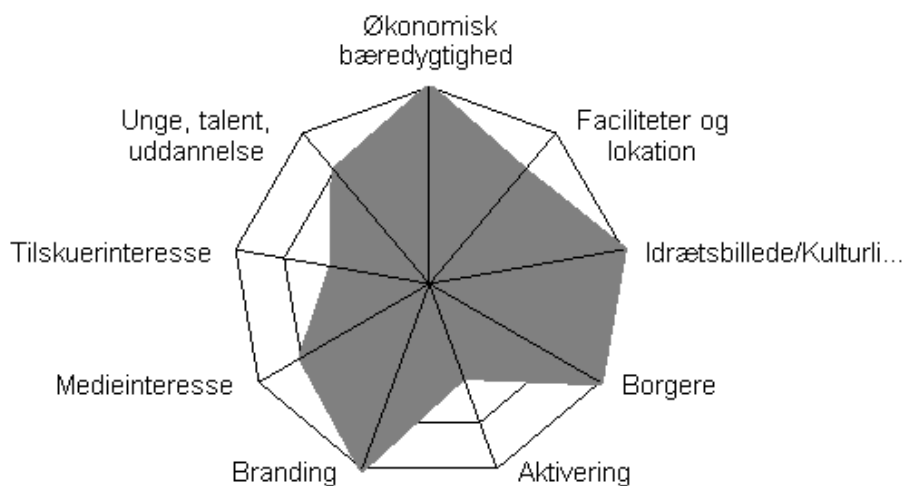 Økonomisk
bæredygtighed
Faciliteter og
lokation
Idrætsbillede/Kulturli...
Borgere
Aktivering
Branding
Medieinteresse
Tilskuerinteresse
Unge, talent,
uddannelse